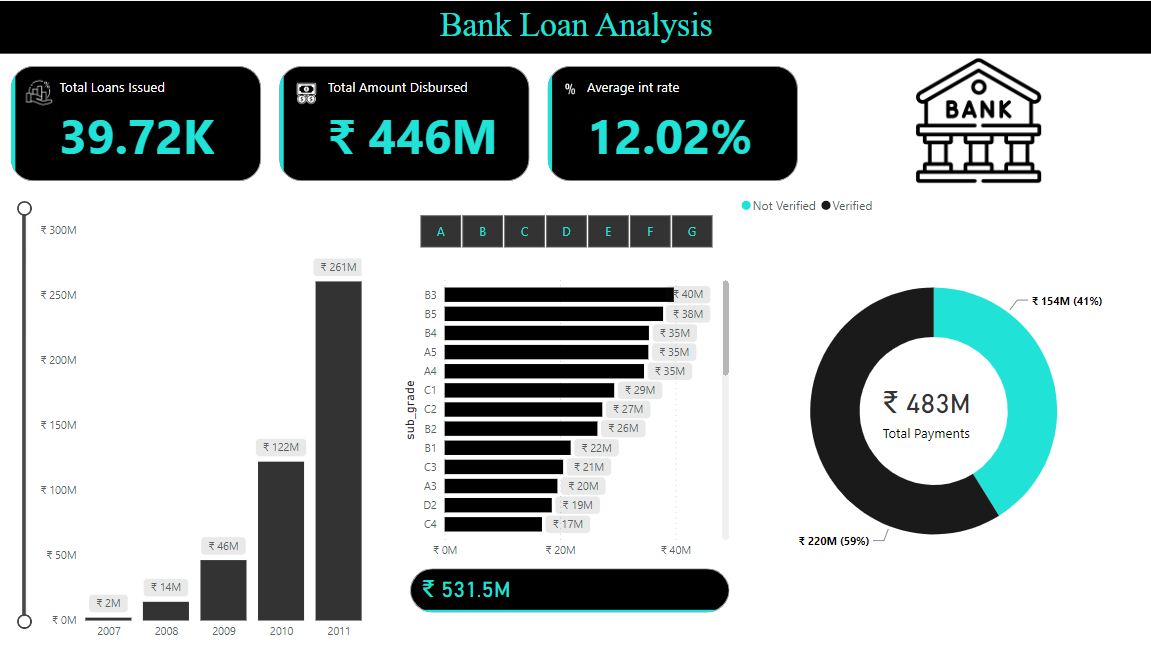 Bank Loan Analysis
Total Loans Issued
39.72K
Total Amount Disbursed
₹ 446M
% Average int rate
12.02%
BANK
₹ 300M
₹ 250M
₹ 200M
₹ 150M
₹ 100M
₹ 50M
₹ 0M
₹ 2M
₹ 14M
₹ 46M
₹ 122M
₹ 261M
2007 2008 2009 2010 2011
A B C D E F G
sub_grade
B3 ₹ 40M
B5 ₹ 38M
B4 ₹ 35M
A5 ₹ 35M
A4 ₹ 35M
C1 ₹ 29M
C2 ₹ 27M
B2 ₹ 26M
B1 ₹ 22M
C3 ₹ 21M
A3 ₹ 20M
D2 ₹ 19M
C4 ₹ 17M
₹ 0M ₹ 20M ₹ 40M
₹ 531.5M
Not Verified Verified
₹ 154M (41%)
₹ 483M
Total Payments
₹ 220M (59%)